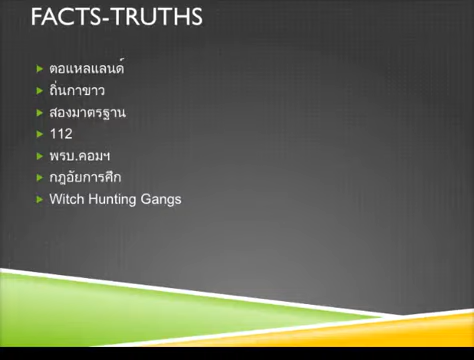 FACTS-TRUTHS
ตอแหลแลนด์
ถิ่นกาขาว
สองมาตรฐาน
112
พรบ.คอมฯ
กฎอัยการศึก
Witch Hunting Gangs